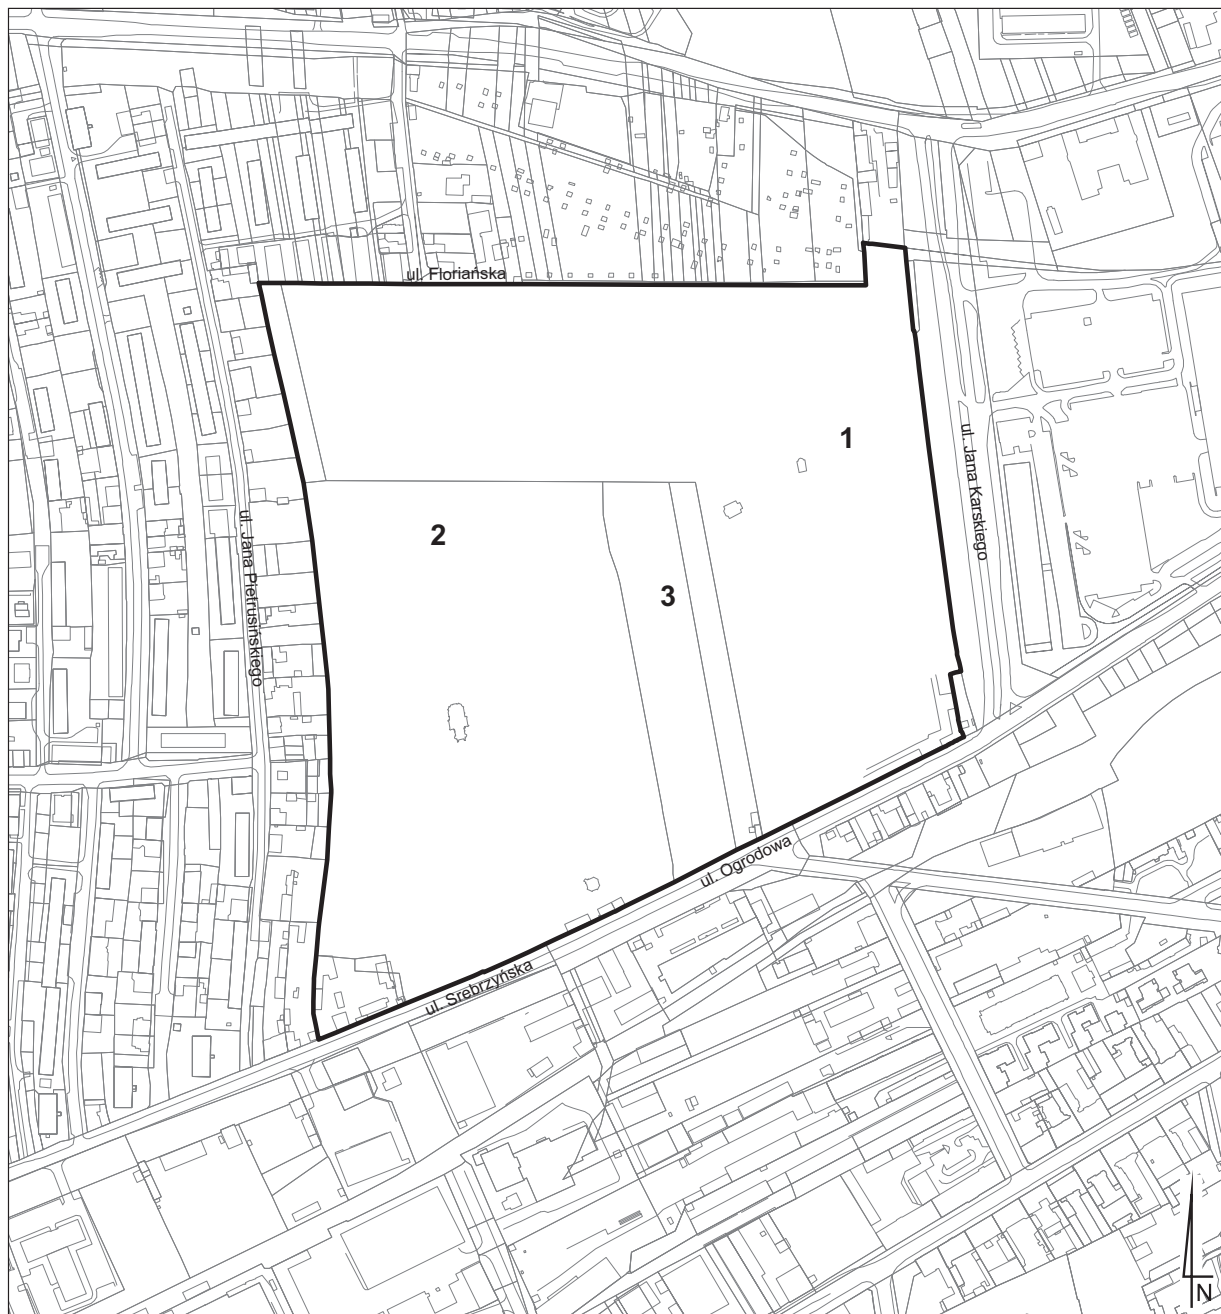 ul. Floriańska
1
ul. Jana Karskiego
2
ul. Jana Pietrusińskiego
3
ul. Ogrodowa
ul. Srebrzyńska
N